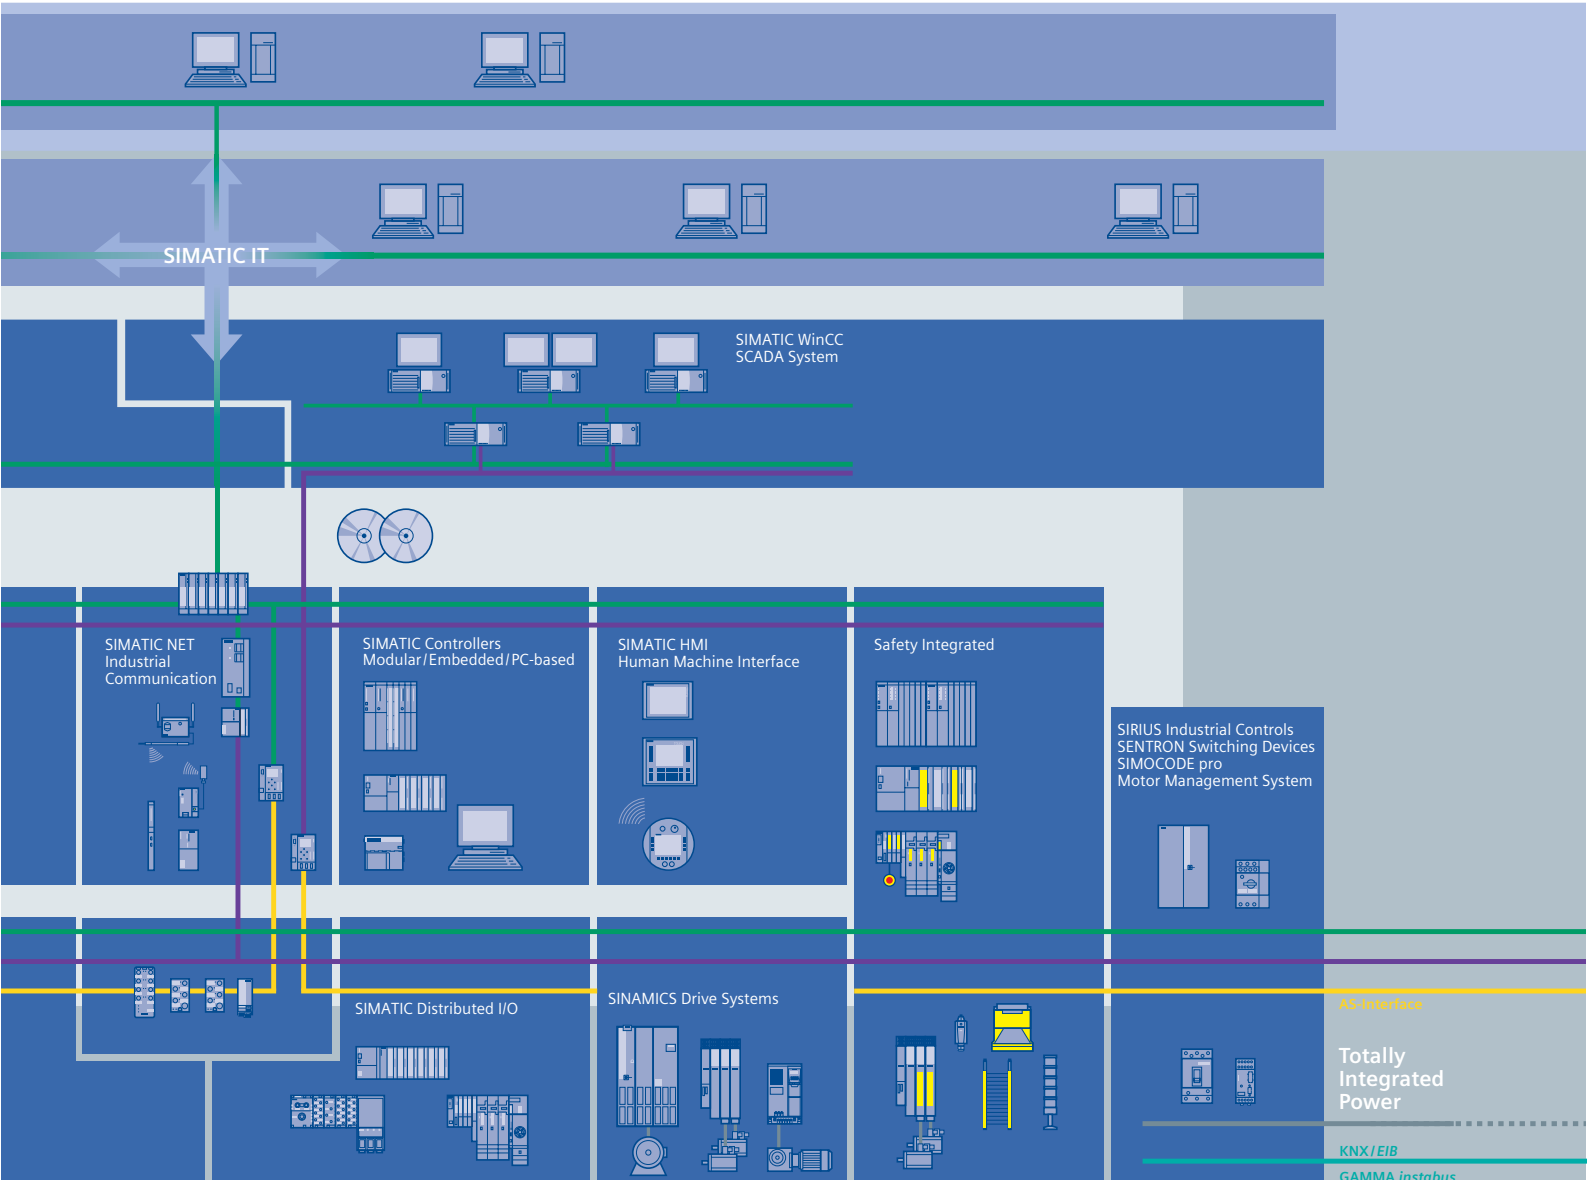 SIMATIC IT
SIMATIC WinCC
SCADA System
SIMATIC NET
Industrial
Communication
SIMATIC Controllers
Modular/Embedded/PC-based
SIMATIC HMI
Human Machine Interface
Safety Integrated
SIRIUS Industrial Controls
SENTRON Switching Devices
SIMOCODE pro
Motor Management System
SIMATIC Distributed I/O
SINAMICS Drive Systems
AS-Interface
Totally
Integrated
Power
KNX/EIB
GAMMA instabus